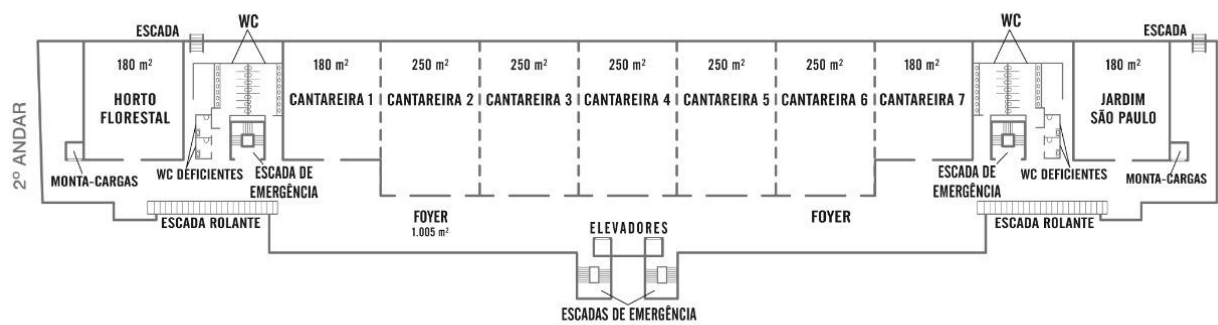 WC
WC
ESCADA
ESCADA
180 m²
180 m²
250 m²
250 m²
250 m²
250 m²
250 m²
180 m²
180 m²
HORTO
FLORESTAL
CANTAREIRA 1
CANTAREIRA 2
CANTAREIRA 3
CANTAREIRA 4
CANTAREIRA 5
CANTAREIRA 6
CANTAREIRA 7
JARDIM
SÃO PAULO
2º ANDAR
MONTA-CARGAS
WC DEFICIENTES
ESCADA DE
EMERGÊNCIA
ESCADA DE
EMERGÊNCIA
WC DEFICIENTES
MONTA-CARGAS
ESCADA ROLANTE
FOYER
1.005 m²
ELEVADORES
FOYER
ESCADA ROLANTE
ESCADAS DE EMERGÊNCIA